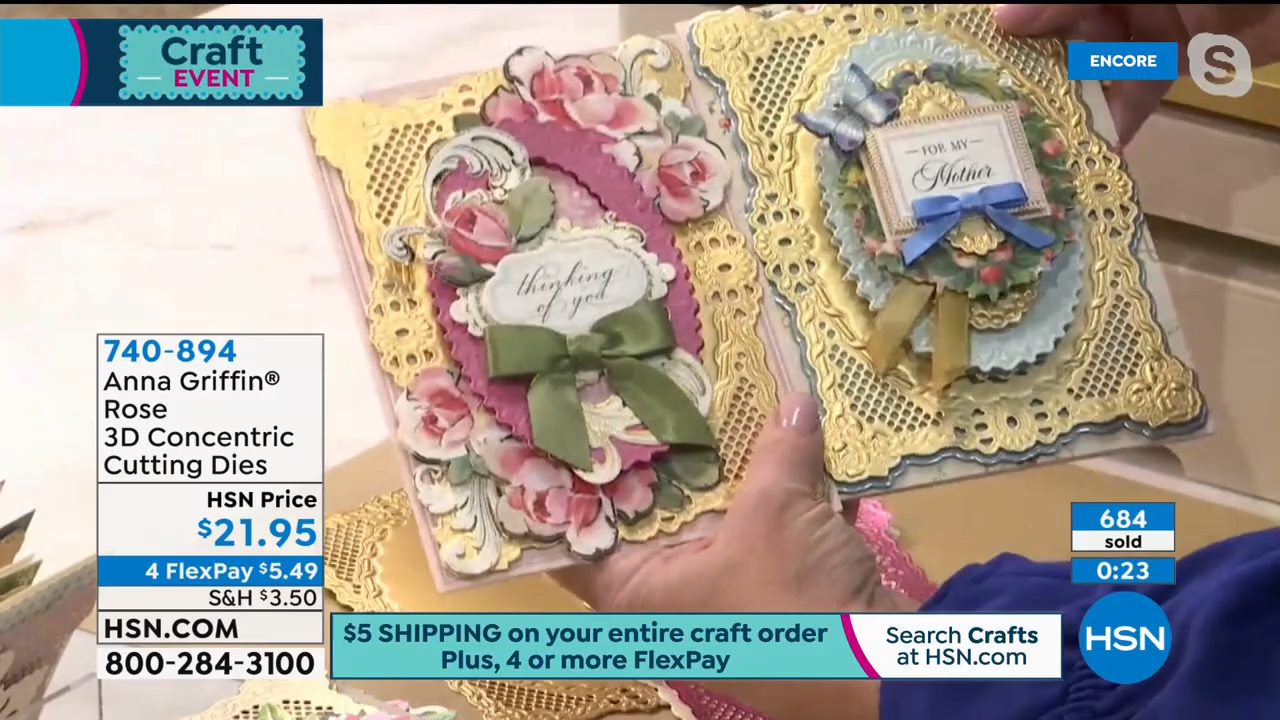 Craft
EVENT
ENCORE
S
FOR MY
Mother
thinking
of you
740-894
Anna Griffin®
Rose
3D Concentric
Cutting Dies
HSN Price
$21.95
4 FlexPay $5.49
S&H $3.50
HSN.COM
800-284-3100
684
sold
0:23
$5 SHIPPING on your entire craft order
Plus, 4 or more FlexPay
Search Crafts
at HSN.com
HSN